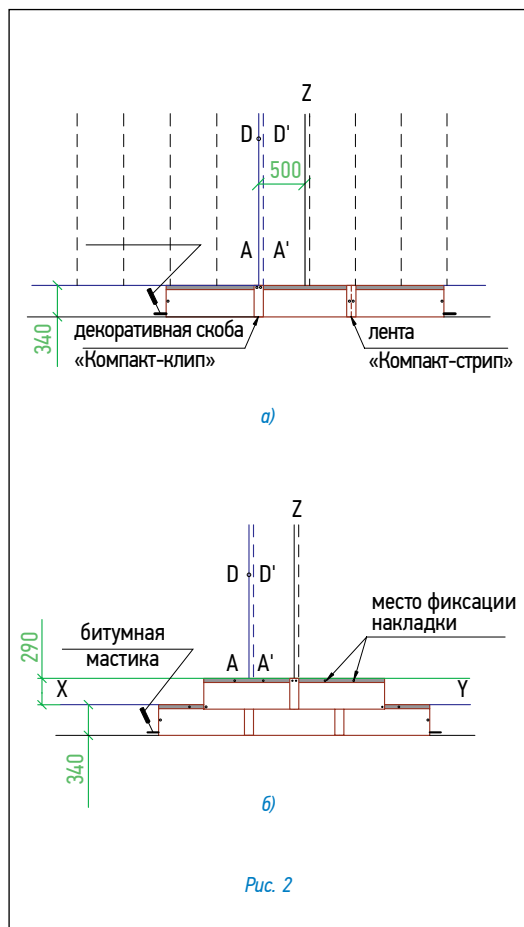 Z
D D'
500
A A'
340
декоративная скоба
«Компакт-клип»
лента
«Компакт-стрип»
а)
Z
D D'
место фиксации
накладки
битумная
мастика
290
A A'
X
Y
340
б)
Рис. 2